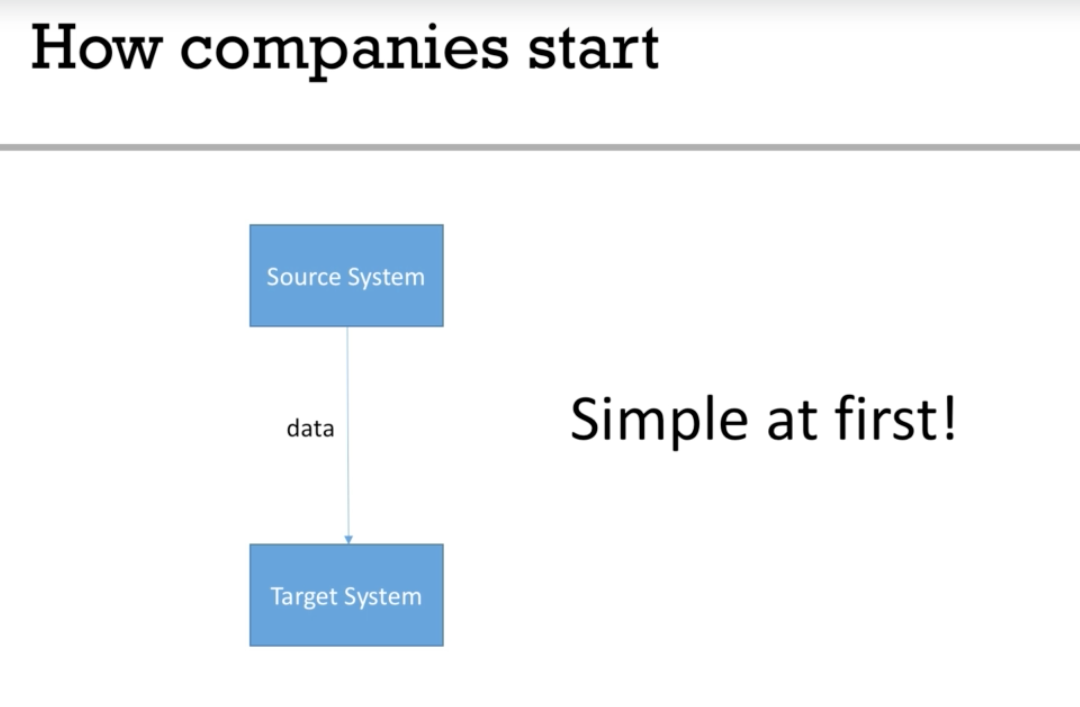 How companies start
Source System
data
Simple at first!
Target System